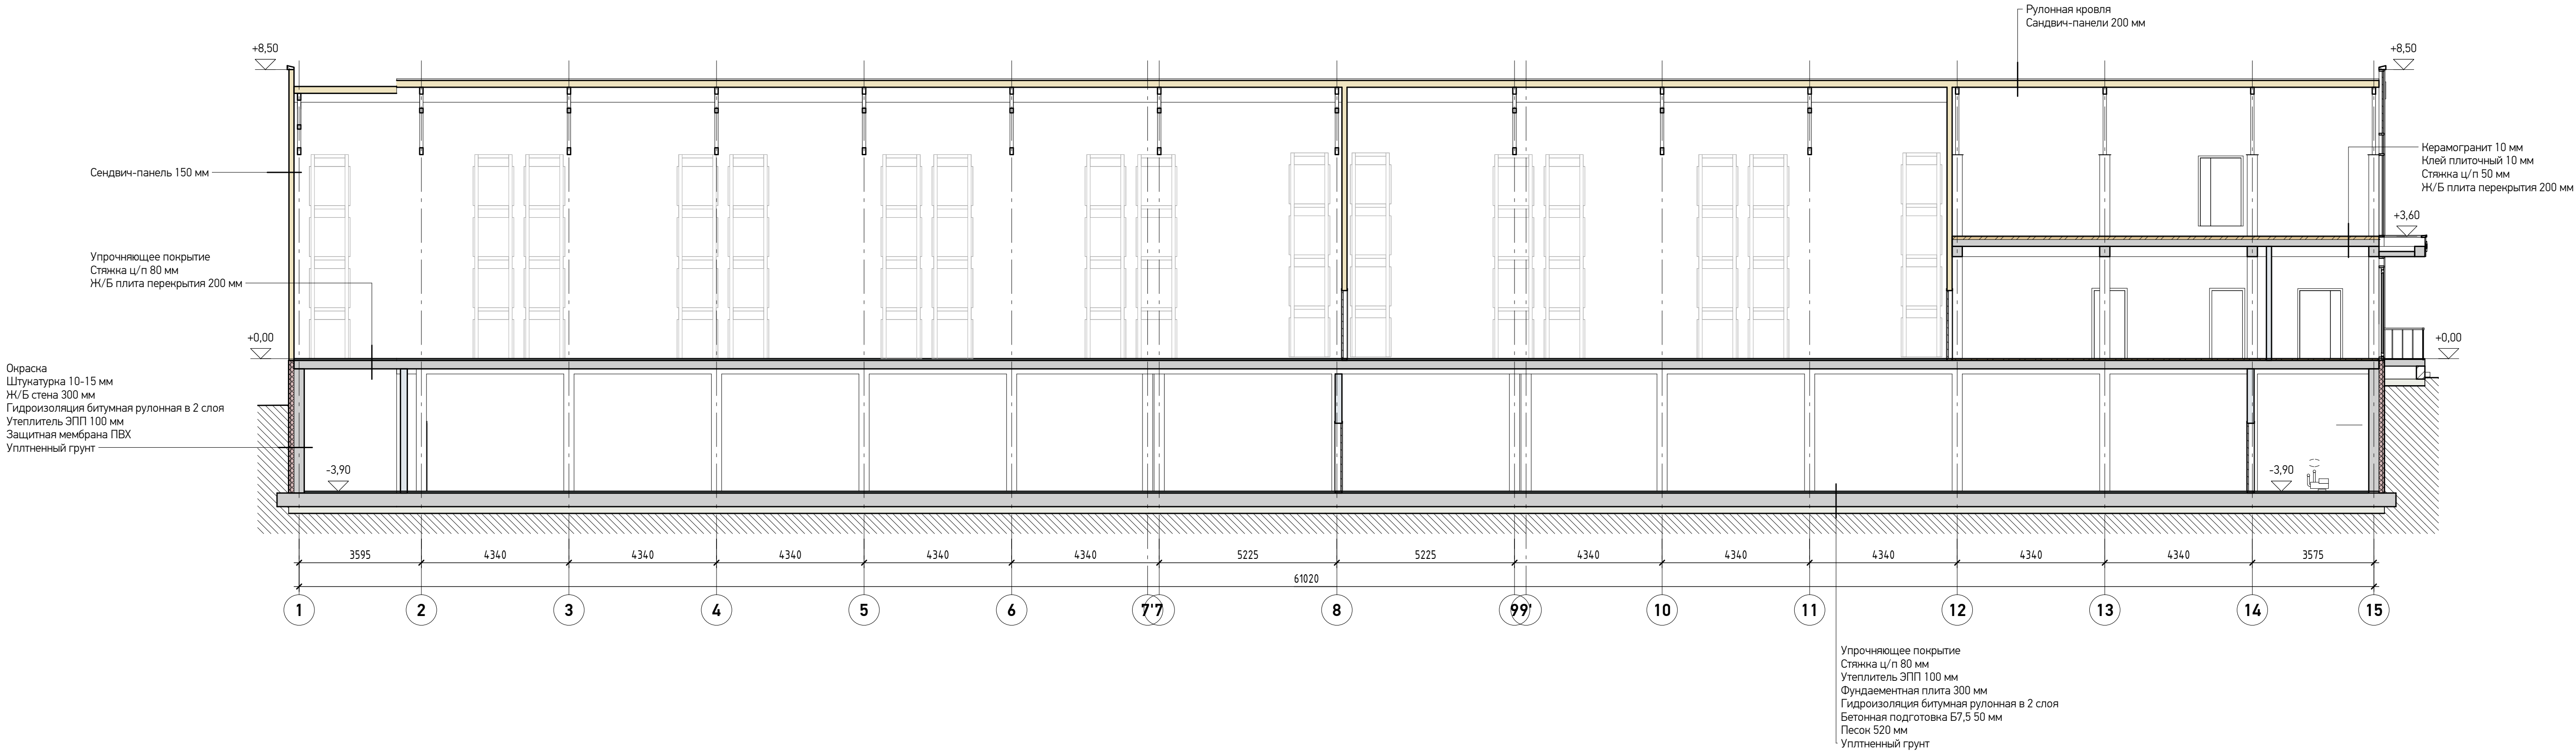 Рулонная кровля
Сандвич-панели 200 мм
+8,50
+8,50
Керамогранит 10 мм
Клей плиточный 10 мм
Стяжка ц/п 50 мм
Ж/Б плита перекрытия 200 мм
Сендвич-панель 150 мм
+3,60
Упрочняющее покрытие
Стяжка ц/п 80 мм
Ж/Б плита перекрытия 200 мм
+0,00
+0,00
Окраска
Штукатурка 10-15 мм
Ж/Б стена 300 мм
Гидроизоляция битумная рулонная в 2 слоя
Утеплитель ЭПП 100 мм
Защитная мембрана ПВХ
Уплтненный грунт
-3,90
-3,90
3595 4340 4340 4340 4340 4340 5225 5225 4340 4340 4340 4340 4340 3575
61020
1 2 3 4 5 6 7' 7 8 9 9' 10 11 12 13 14 15
Упрочняющее покрытие
Стяжка ц/п 80 мм
Утеплитель ЭПП 100 мм
Фундаементная плита 300 мм
Гидроизоляция битумная рулонная в 2 слоя
Бетонная подготовка Б7,5 50 мм
Песок 520 мм
Уплтненный грунт